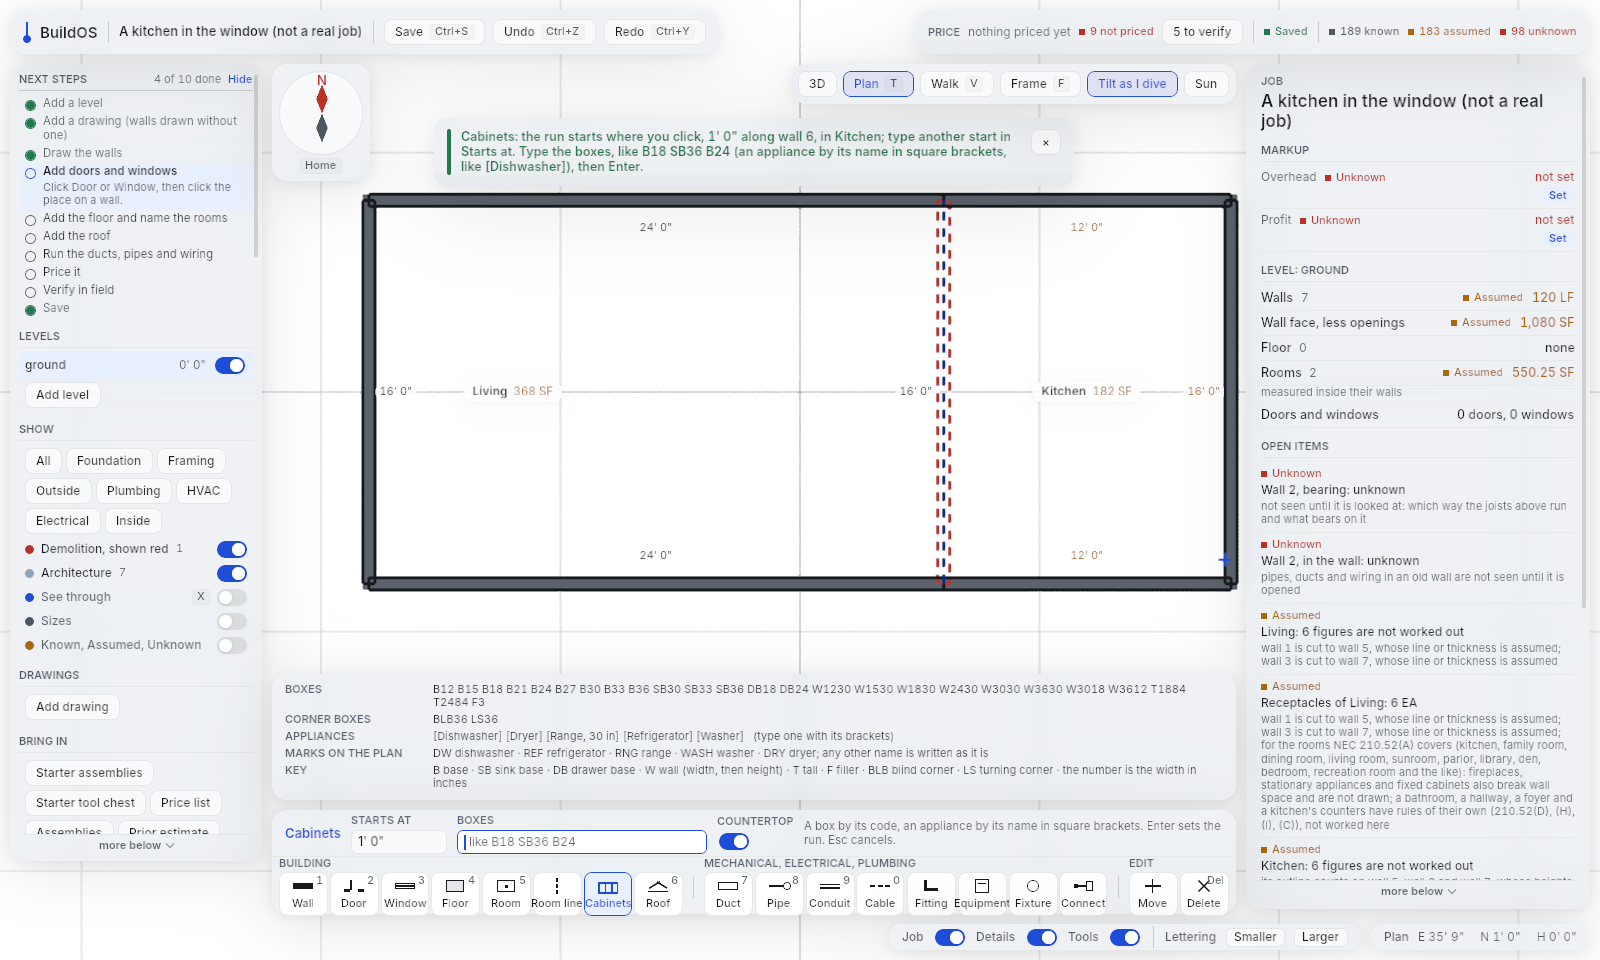 BuildOS
A kitchen in the window (not a real job)
Save Ctrl+S
Undo Ctrl+Z
Redo Ctrl+Y
PRICE nothing priced yet 9 not priced
5 to verify
Saved
189 known 183 assumed 98 unknown
NEXT STEPS 4 of 10 done Hide
Add a level
Add a drawing (walls drawn without
one)
Draw the walls
Add doors and windows
Click Door or Window, then click the
place on a wall.
Add the floor and name the rooms
Add the roof
Run the ducts, pipes and wiring
Price it
Verify in field
Save
LEVELS
ground 0' 0"
Add level
SHOW
All Foundation Framing
Outside Plumbing HVAC
Electrical Inside
Demolition, shown red 1
Architecture 7
See through X
Sizes
Known, Assumed, Unknown
DRAWINGS
Add drawing
BRING IN
Starter assemblies
Starter tool chest Price list
Assemblies Prior estimate
more below
N
Home
3D Plan T Walk V Frame F Tilt as I dive Sun
Cabinets: the run starts where you click, 1' 0" along wall 6, in Kitchen; type another start in
Starts at. Type the boxes, like B18 SB36 B24 (an appliance by its name in square brackets,
like [Dishwasher]), then Enter.
×
24' 0" 12' 0"
16' 0" Living 368 SF 16' 0" Kitchen 182 SF 16' 0"
24' 0" 12' 0"
BOXES B12 B15 B18 B21 B24 B27 B30 B33 B36 SB30 SB33 SB36 DB18 DB24 W1230 W1530 W1830 W2430 W3030 W3630 W3018 W3612 T1884
T2484 F3
CORNER BOXES BLB36 LS36
APPLIANCES [Dishwasher] [Dryer] [Range, 30 in] [Refrigerator] [Washer] (type one with its brackets)
MARKS ON THE PLAN DW dishwasher · REF refrigerator · RNG range · WASH washer · DRY dryer; any other name is written as it is
KEY B base · SB sink base · DB drawer base · W wall (width, then height) · T tall · F filler · BLB blind corner · LS turning corner · the number is the width in
inches
Cabinets
STARTS AT
1' 0"
BOXES
like B18 SB36 B24
COUNTERTOP
A box by its code, an appliance by its name in square brackets. Enter sets the
run. Esc cancels.
BUILDING
Wall 1
Door 2
Window 3
Floor 4
Room 5
Room line
Cabinets
Roof 6
MECHANICAL, ELECTRICAL, PLUMBING
Duct 7
Pipe 8
Conduit 9
Cable 0
Fitting
Equipment
Fixture
Connect
EDIT
Move
Delete Del
JOB
A kitchen in the window (not a real
job)
MARKUP
Overhead Unknown not set
Set
Profit Unknown not set
Set
LEVEL: GROUND
Walls 7 Assumed 120 LF
Wall face, less openings Assumed 1,080 SF
Floor 0 none
Rooms 2 Assumed 550.25 SF
measured inside their walls
Doors and windows 0 doors, 0 windows
OPEN ITEMS
Unknown
Wall 2, bearing: unknown
not seen until it is looked at: which way the joists above run
and what bears on it
Unknown
Wall 2, in the wall: unknown
pipes, ducts and wiring in an old wall are not seen until it is
opened
Assumed
Living: 6 figures are not worked out
wall 1 is cut to wall 5, whose line or thickness is assumed;
wall 3 is cut to wall 7, whose line or thickness is assumed
Assumed
Receptacles of Living: 6 EA
wall 1 is cut to wall 5, whose line or thickness is assumed;
wall 3 is cut to wall 7, whose line or thickness is assumed;
for the rooms NEC 210.52(A) covers (kitchen, family room,
dining room, living room, sunroom, parlor, library, den,
bedroom, recreation room and the like): fireplaces,
stationary appliances and fixed cabinets also break wall
space and are not drawn; a bathroom, a hallway, a foyer and
a kitchen's counters have rules of their own (210.52(D), (H),
(I), (C)), not worked here
Assumed
Kitchen: 6 figures are not worked out
more below
Job Details Tools
Lettering Smaller Larger
Plan E 35' 9" N 1' 0" H 0' 0"